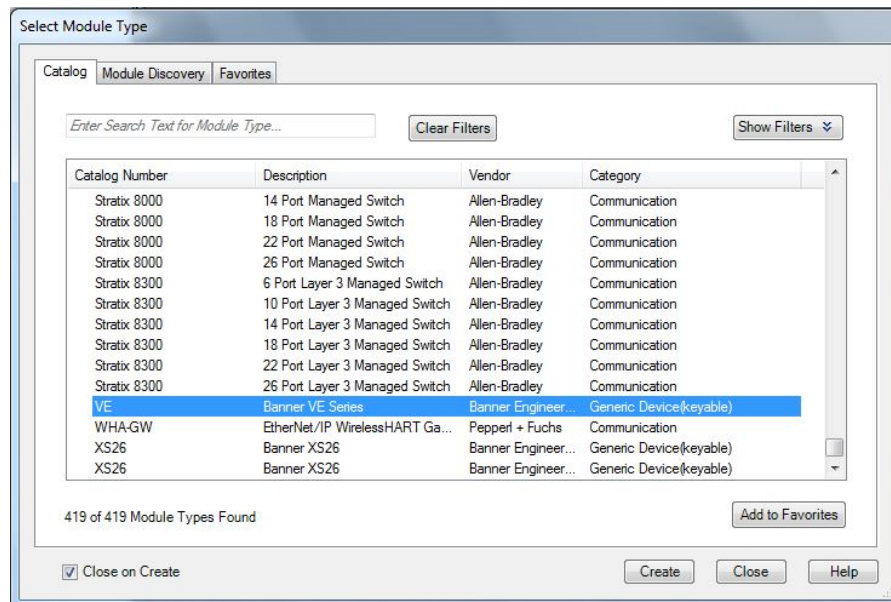 Select Module Type
Catalog Module Discovery Favorites
Enter Search Text for Module Type... Clear Filters Show Filters
Catalog Number Description Vendor Category
Stratix 8000 14 Port Managed Switch Allen-Bradley Communication
Stratix 8000 18 Port Managed Switch Allen-Bradley Communication
Stratix 8000 22 Port Managed Switch Allen-Bradley Communication
Stratix 8000 26 Port Managed Switch Allen-Bradley Communication
Stratix 8300 6 Port Layer 3 Managed Switch Allen-Bradley Communication
Stratix 8300 10 Port Layer 3 Managed Switch Allen-Bradley Communication
Stratix 8300 14 Port Layer 3 Managed Switch Allen-Bradley Communication
Stratix 8300 18 Port Layer 3 Managed Switch Allen-Bradley Communication
Stratix 8300 22 Port Layer 3 Managed Switch Allen-Bradley Communication
Stratix 8300 26 Port Layer 3 Managed Switch Allen-Bradley Communication
VE Banner VE Series Banner Engineer... Generic Device(keyable)
WHA-GW EtherNet/IP WirelessHART Ga... Pepperl + Fuchs Communication
XS26 Banner XS26 Banner Engineer... Generic Device(keyable)
XS26 Banner XS26 Banner Engineer... Generic Device(keyable)
419 of 419 Module Types Found Add to Favorites
Close on Create Create Close Help